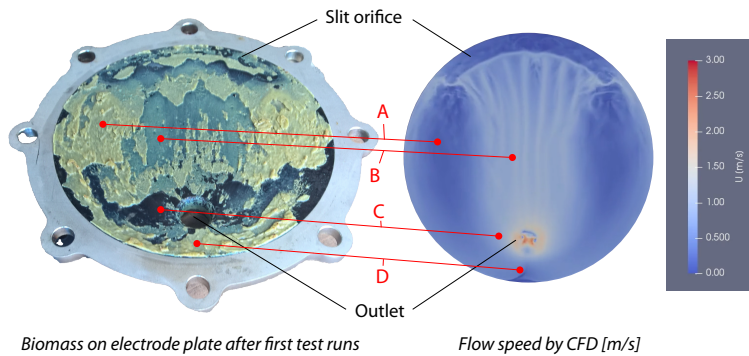 Slit orifice
A
B
C
D
Outlet
3.00
2.50
2.00
1.50
1.00
0.500
0.00
U (m/s)
Biomass on electrode plate after first test runs
Flow speed by CFD [m/s]